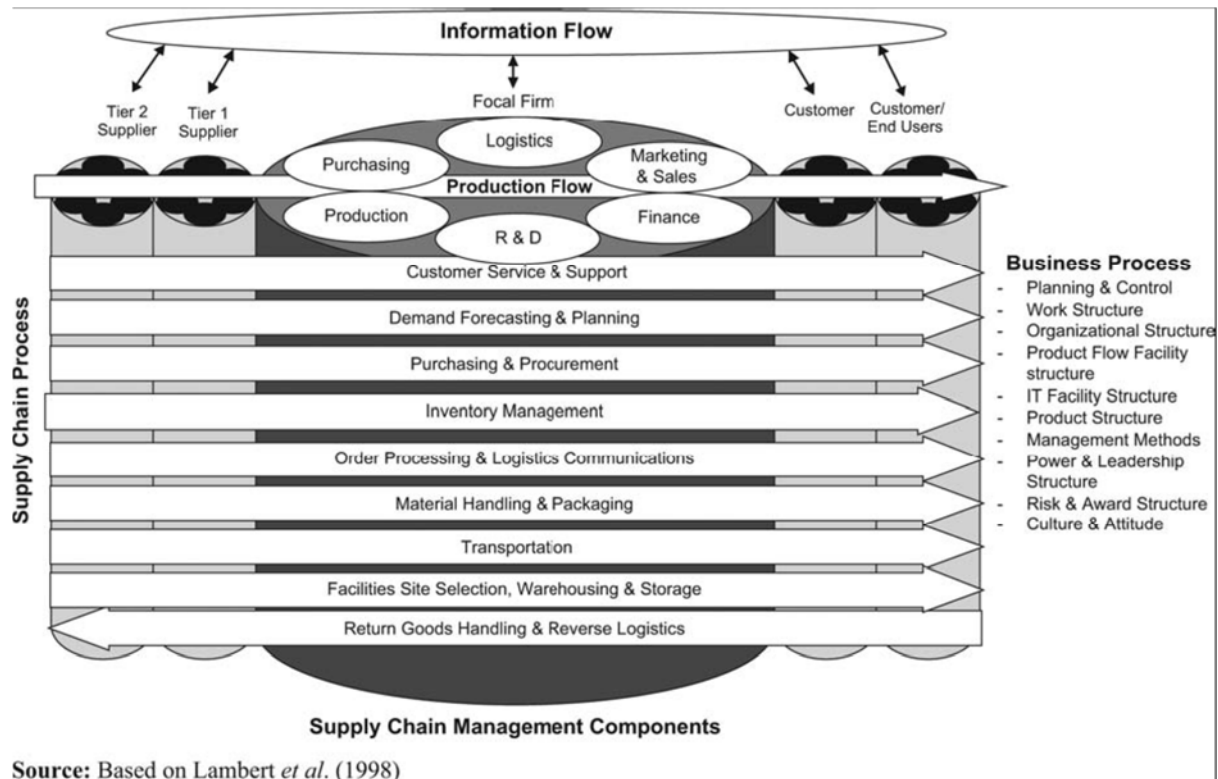 Information Flow
Tier 2
Supplier
Tier 1
Supplier
Focal Firm
Customer
Customer/
End Users
Logistics
Purchasing
Marketing
& Sales
Production Flow
Production
Finance
R & D
Supply Chain Process
Customer Service & Support
Demand Forecasting & Planning
Purchasing & Procurement
Inventory Management
Order Processing & Logistics Communications
Material Handling & Packaging
Transportation
Facilities Site Selection, Warehousing & Storage
Return Goods Handling & Reverse Logistics
Business Process
- Planning & Control
- Work Structure
- Organizational Structure
- Product Flow Facility
structure
- IT Facility Structure
- Product Structure
- Management Methods
- Power & Leadership
Structure
- Risk & Award Structure
- Culture & Attitude
Supply Chain Management Components
Source: Based on Lambert et al. (1998)